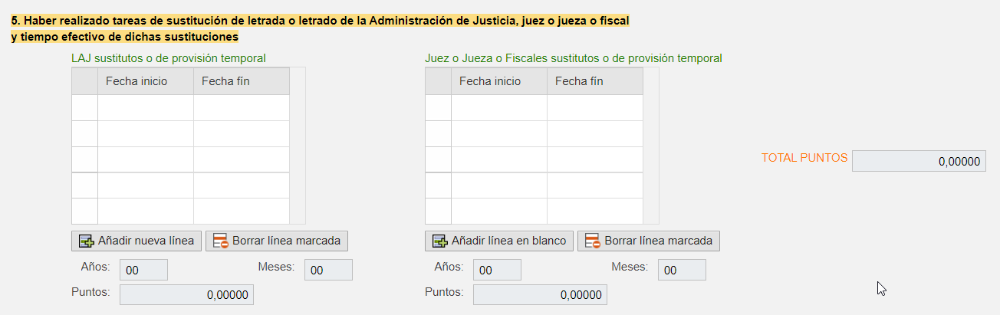 5. Haber realizado tareas de sustitución de letrada o letrado de la Administración de Justicia, juez o jueza o fiscal
y tiempo efectivo de dichas sustituciones
LAJ sustitutos o de provisión temporal
Fecha inicio Fecha fín
Añadir nueva línea Borrar línea marcada
Años: 00 Meses: 00
Puntos: 0,00000
Juez o Jueza o Fiscales sustitutos o de provisión temporal
Fecha inicio Fecha fín
Añadir línea en blanco Borrar línea marcada
Años: 00 Meses: 00
Puntos: 0,00000
TOTAL PUNTOS 0,00000